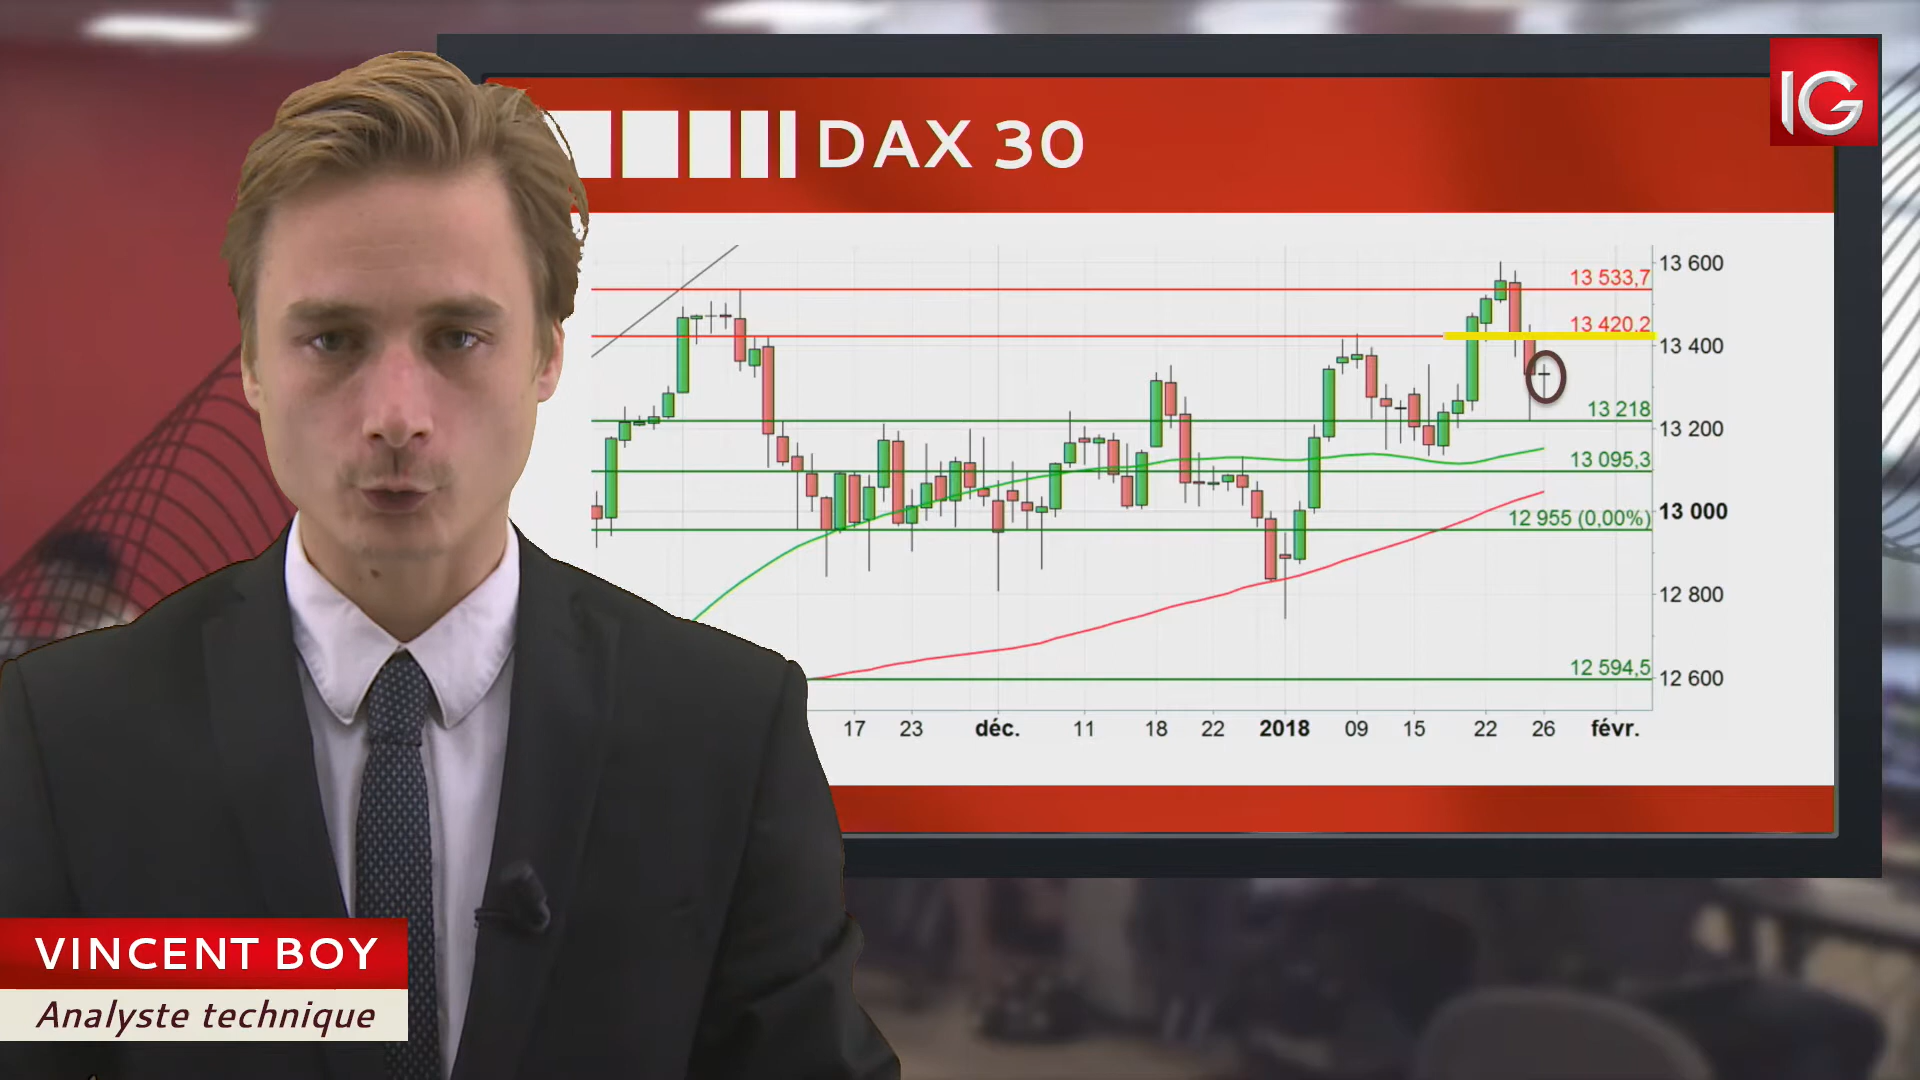 IG
DAX 30
13 533,7
13 420,2
13 218
13 095,3
12 955 (0,00%)
12 594,5
13 600
13 400
13 200
13 000
12 800
12 600
17 23 déc. 11 18 22 2018 09 15 22 26 févr.
VINCENT BOY
Analyste technique